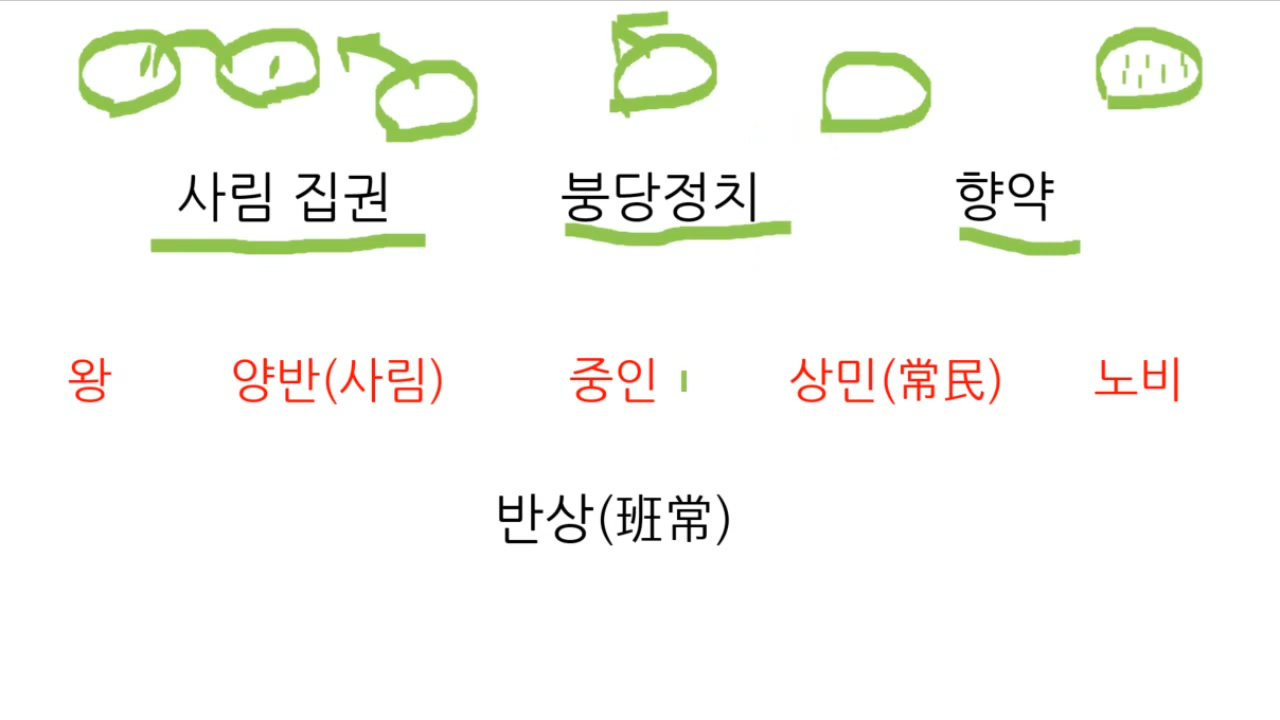 사림 집권 붕당정치 향약
왕 양반(사림) 중인 상민(常民) 노비
반상(班常)